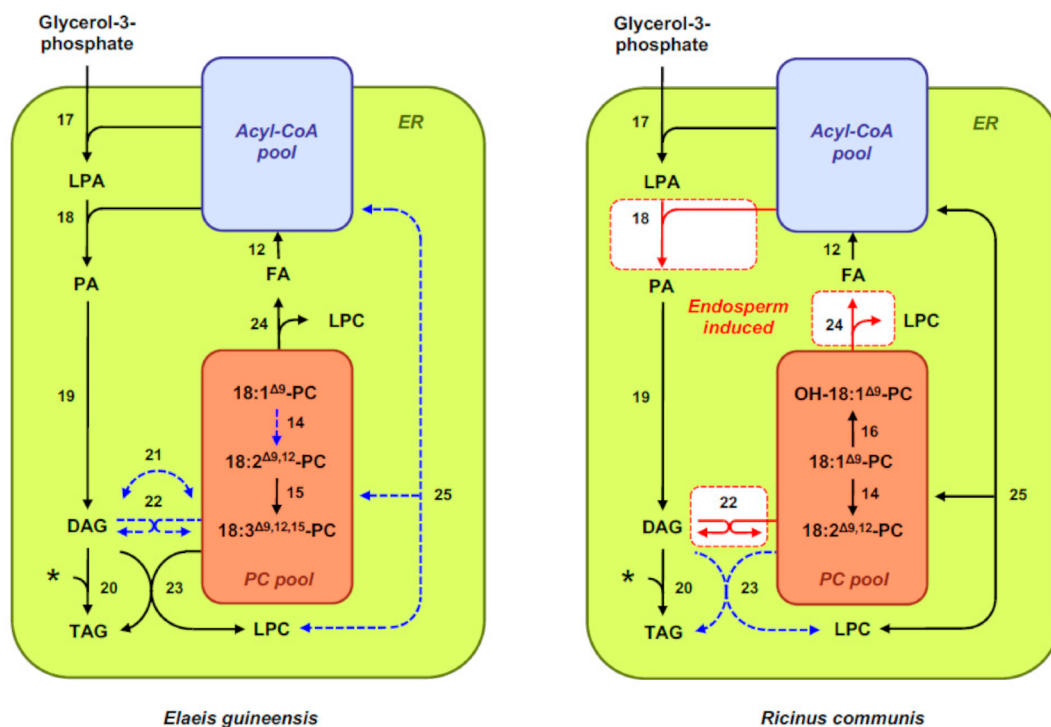 Glycerol-3-
phosphate
17
Acyl-CoA
pool
ER
LPA
18
12
PA
FA
24
LPC
19
18:1Δ9-PC
14
21
18:2Δ9,12-PC
22
15
25
DAG
18:3Δ9,12,15-PC
*
20
23
PC pool
TAG
LPC
Elaeis guineensis
Glycerol-3-
phosphate
17
Acyl-CoA
pool
ER
LPA
18
12
PA
FA
Endosperm
induced
24
LPC
19
OH-18:1Δ9-PC
16
18:1Δ9-PC
22
14
25
DAG
18:2Δ9,12-PC
*
20
23
PC pool
TAG
LPC
Ricinus communis